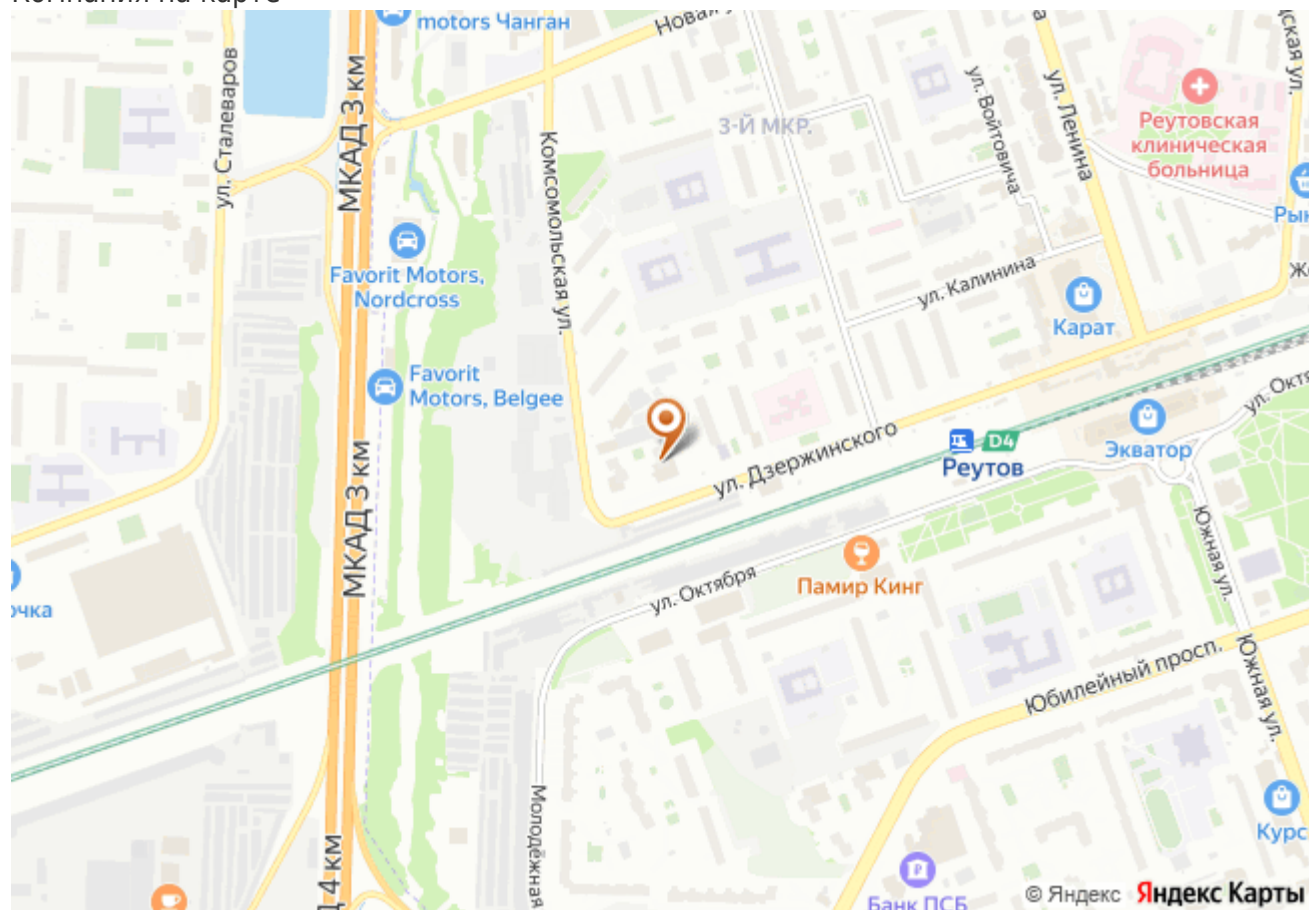 motors Чанган
ул. Сталеваров
МКАД 3 км
Комсомольская ул.
3-Й МКР.
ул. Войтовича
ул. Ленина
Реутовская
клиническая
больница
Favorit Motors,
Nordcross
ул. Калинина
Карат
Favorit
Motors, Belgee
ул. Дзержинского
D4
Реутов
Экватор
МКАД 3 км
ул. Октября
Памир Кинг
Южная ул.
Юбилейный просп.
Южная ул.
Молодёжная
4 км
Банк ПСБ
© Яндекс Яндекс Карты